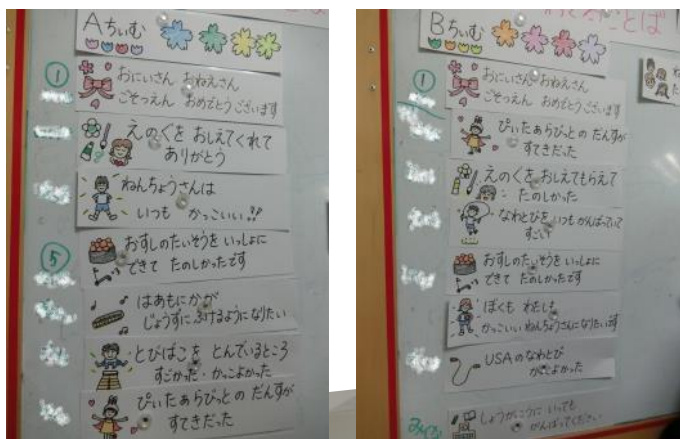 Aちいむ
①
おにいさん おねえさん
ごそつえん おめでとうございます
えのぐを おしえてくれて
ありがとう
ねんちょうさんは
いつも かっこいい!!
⑤
おすしのたいそうを いっしょに
できて たのしかったです
はあもにかが
じょうずに ふけるようになりたい
とびばこを とんでいるところ
すごかった・かっこよかった
ぴいたあらびっとの だんすが
すてきだった
ことば
Bちいむ
①
おにいさん おねえさん
ごそつえん おめでとうございます
ぴいたあらびっとの だんすが
すてきだった
えのぐを おしえてもらえて
たのしかった
なわとびを いつもがんばっていて
すごい
おすしのたいそうを いっしょに
できて たのしかったです
ぼくも わたしも
かっこいいねんちょうさんになりたいです
USAのなわとび
かっこよかった
しょうがっこうに いっても
がんばってください